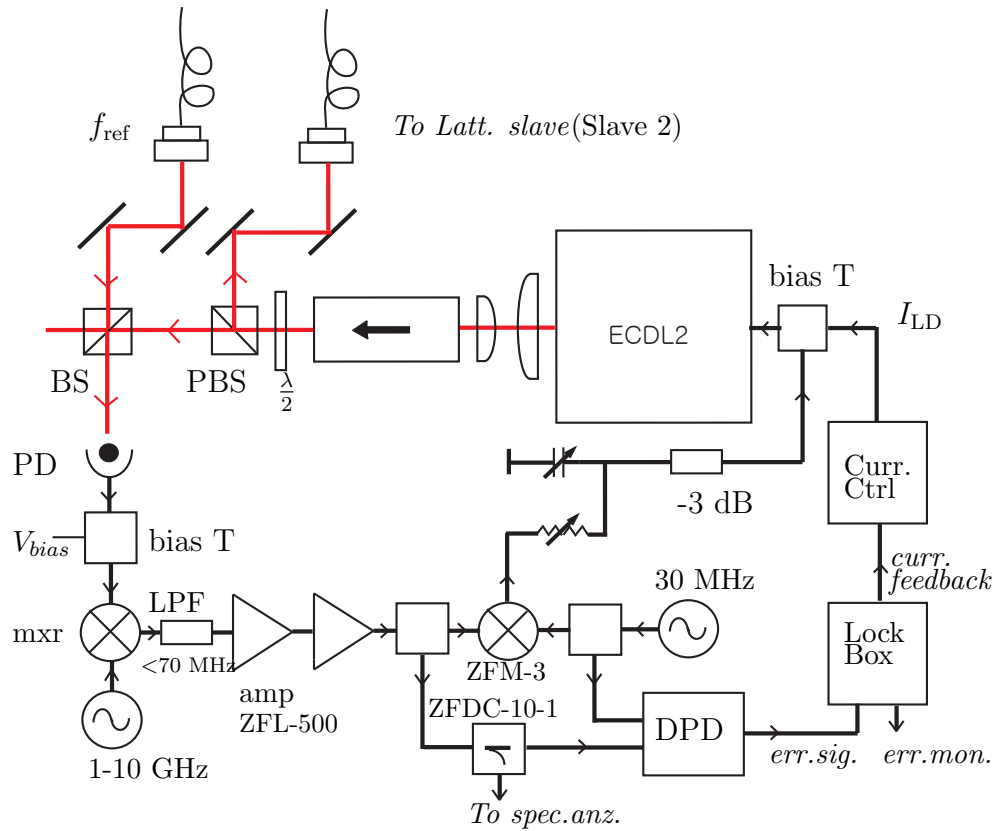 f_ref
To Latt. slave(Slave 2)
bias T
I_LD
ECDL2
BS
PBS
λ/2
PD
Curr.
Ctrl
-3 dB
V_bias
bias T
curr.
feedback
30 MHz
LPF
mxr
<70 MHz
ZFM-3
Lock
Box
amp
ZFL-500
ZFDC-10-1
DPD
1-10 GHz
err.sig.
err.mon.
To spec.anz.